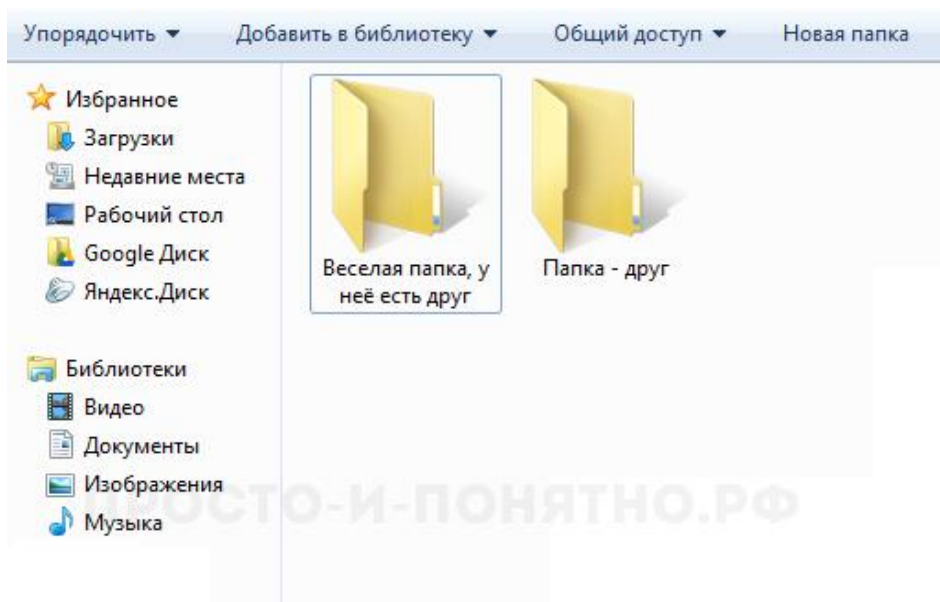 Упорядочить Добавить в библиотеку Общий доступ Новая папка
Избранное
Загрузки
Недавние места
Рабочий стол
Google Диск
Яндекс.Диск
Библиотеки
Видео
Документы
Изображения
Музыка
Веселая папка, у
неё есть друг
Папка - друг
ПРОСТО-И-ПОНЯТНО.РФ